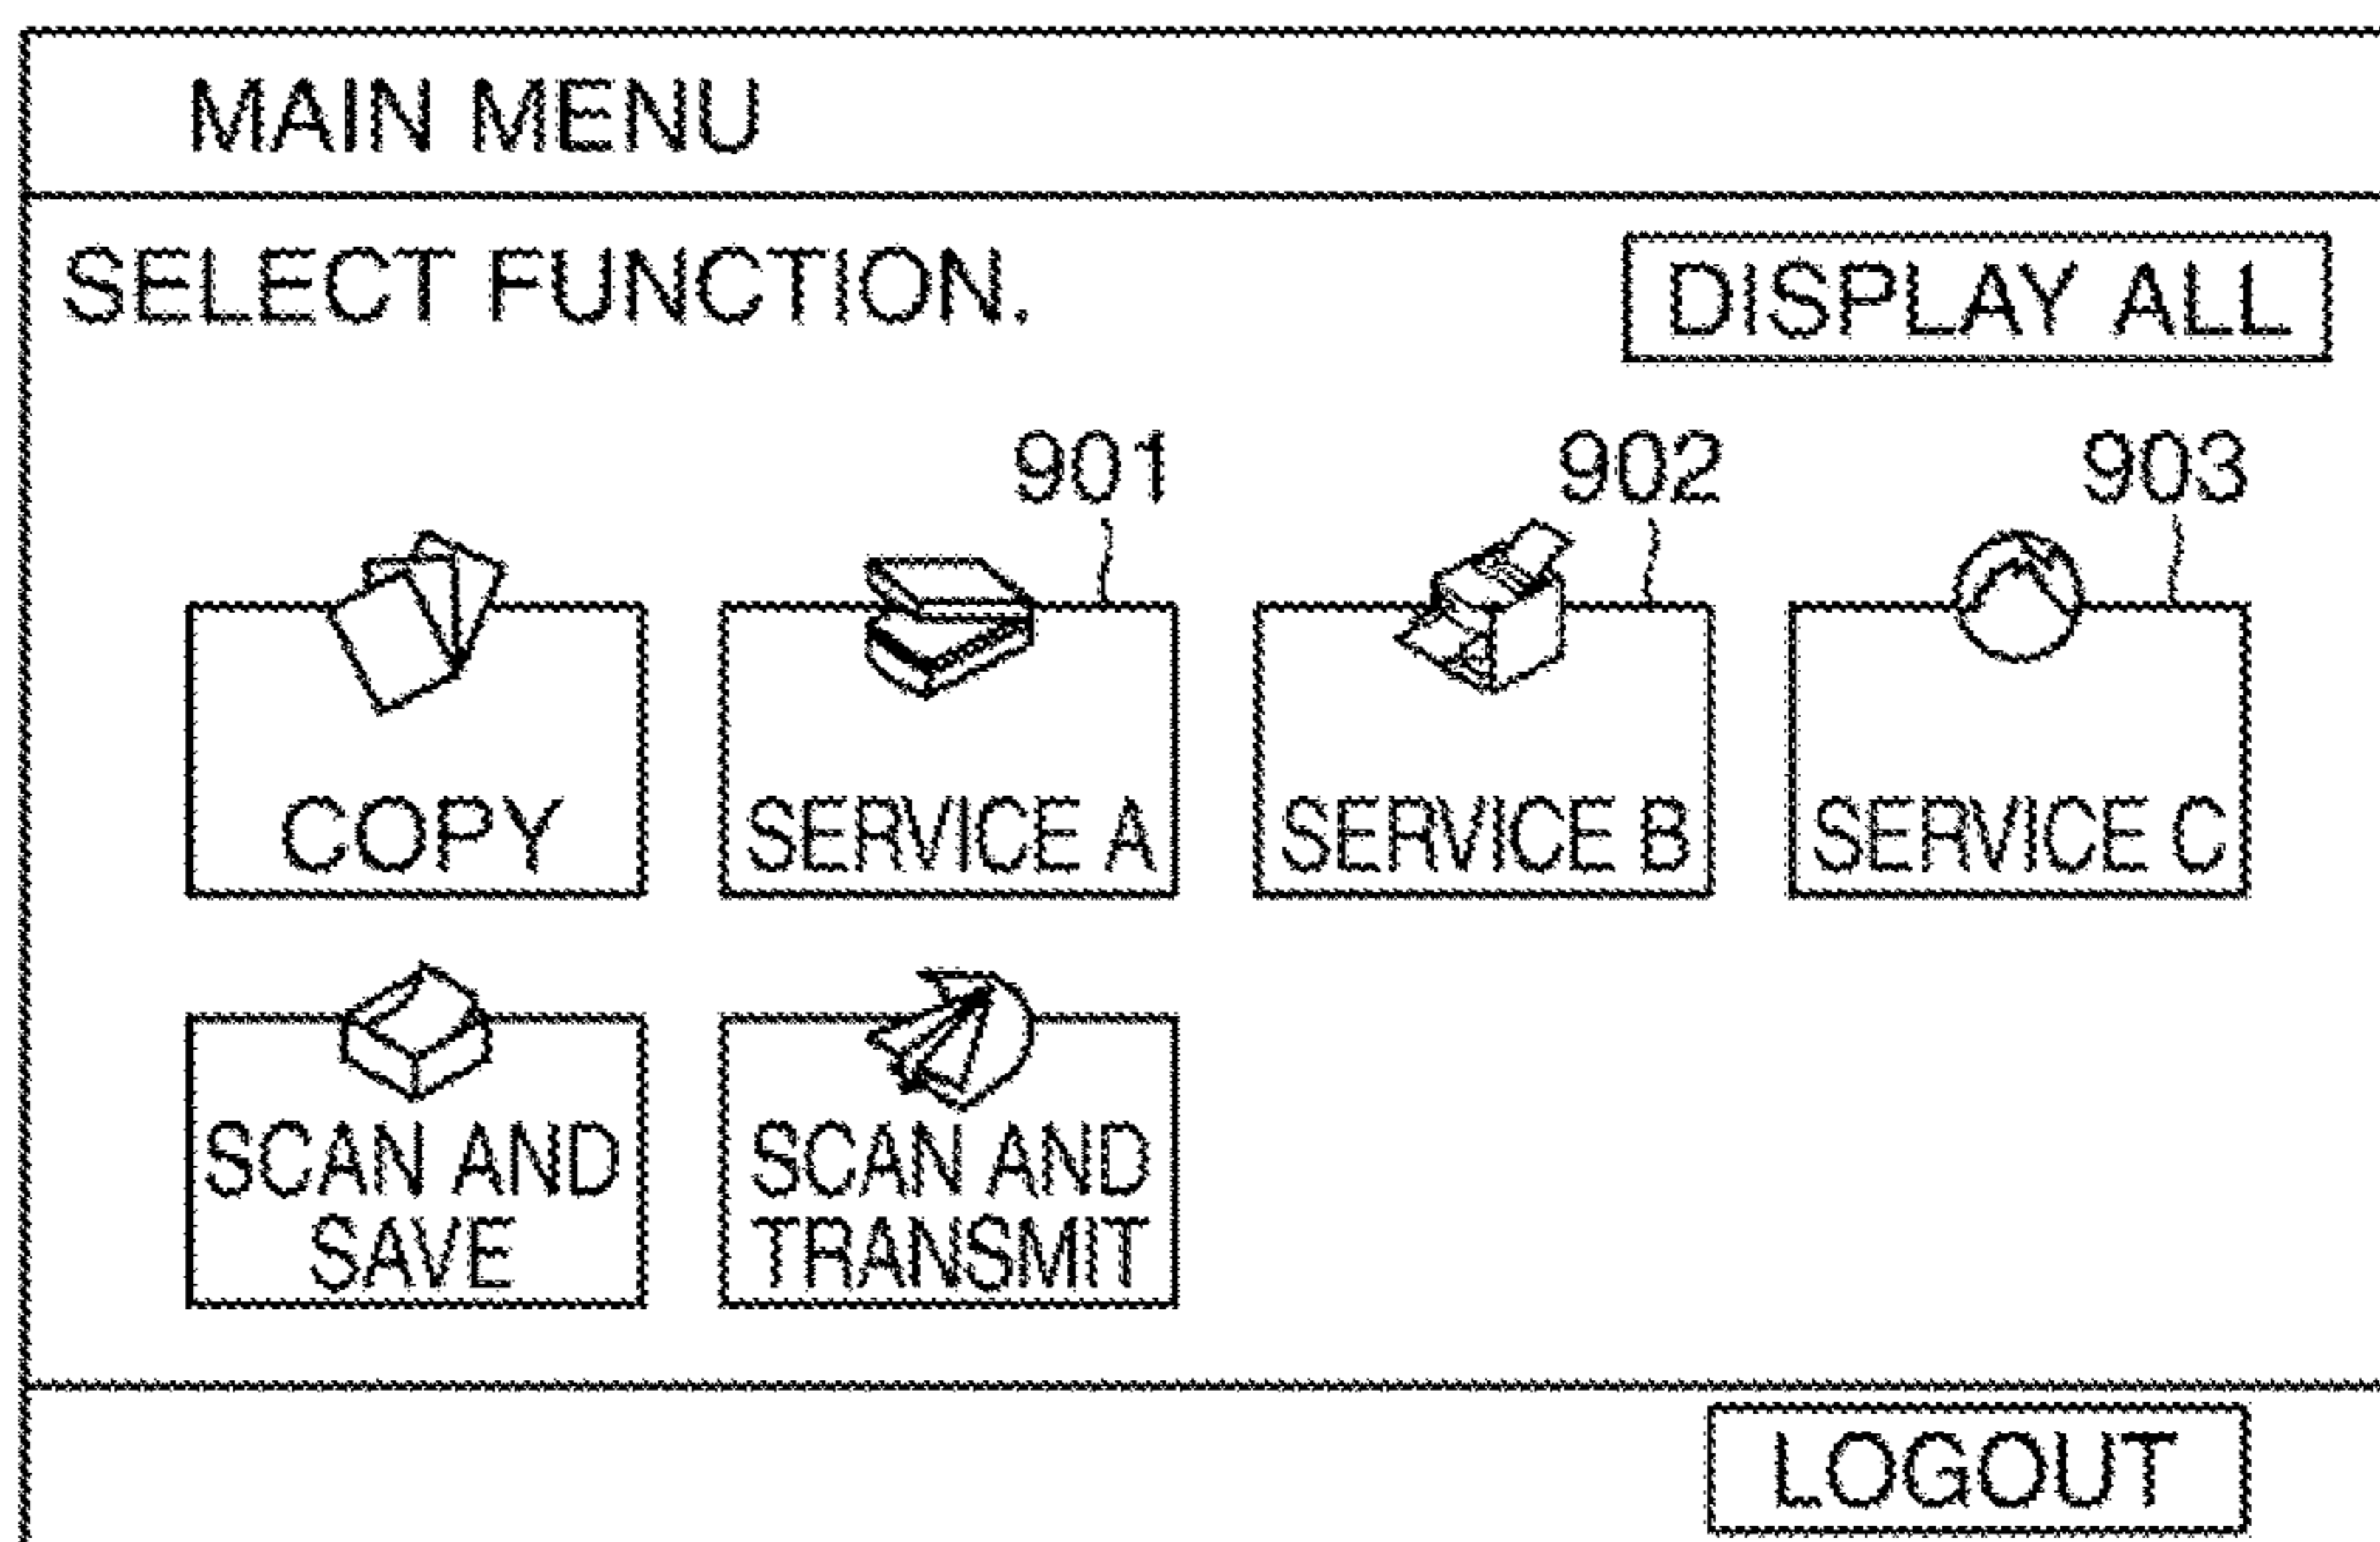 MAIN MENU
SELECT FUNCTION.
DISPLAY ALL
901
902
903
COPY
SERVICE A
SERVICE B
SERVICE C
SCAN AND
SAVE
SCAN AND
TRANSMIT
LOGOUT